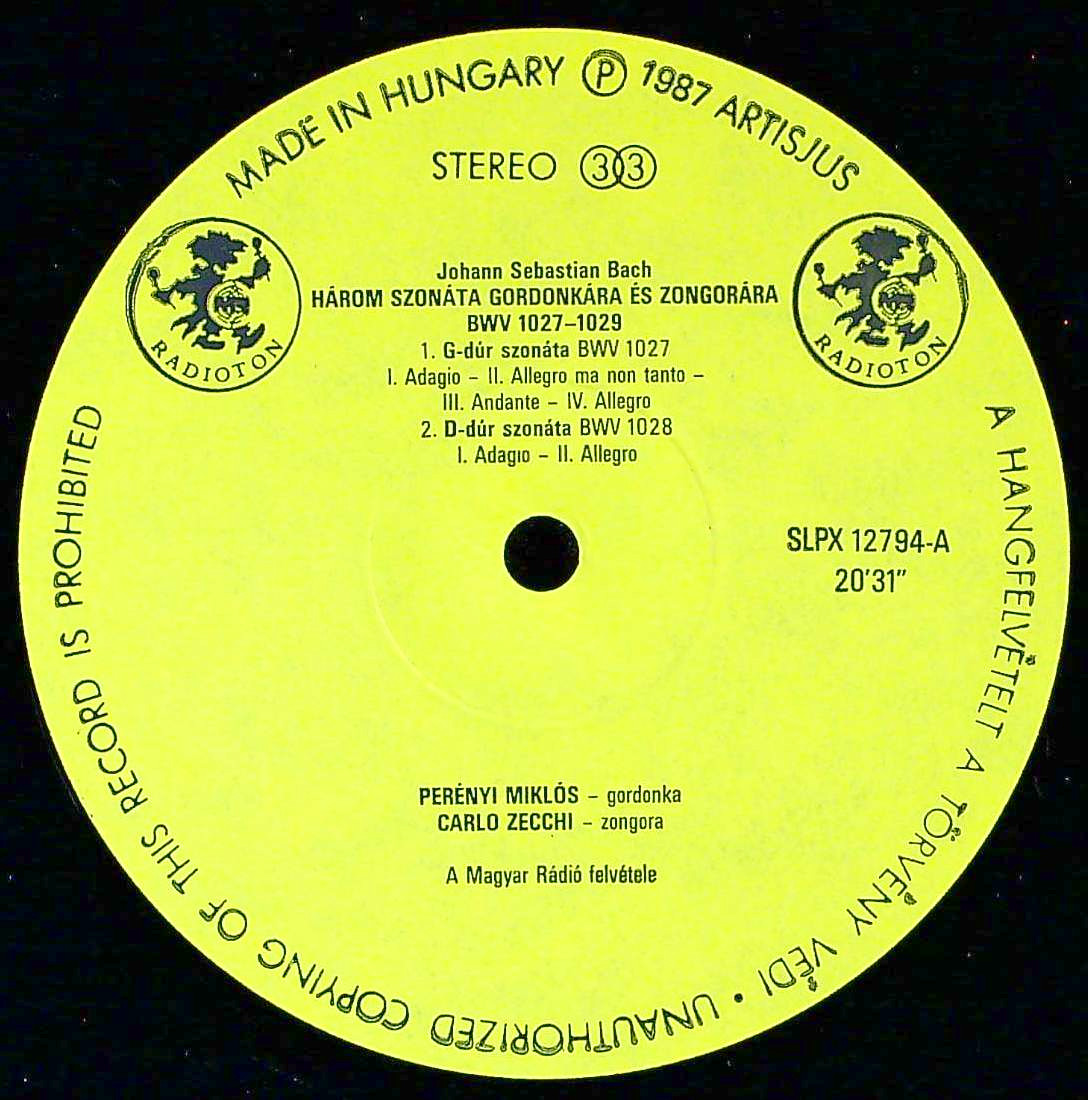 MADE IN HUNGARY Ⓟ 1987 ARTISJUS
STEREO 33
RADIOTON
RADIOTON
Johann Sebastian Bach
HÁROM SZONÁTA GORDONKÁRA ÉS ZONGORÁRA
BWV 1027–1029
1. G-dúr szonáta BWV 1027
I. Adagio – II. Allegro ma non tanto –
III. Andante – IV. Allegro
2. D-dúr szonáta BWV 1028
I. Adagio – II. Allegro
SLPX 12794-A
20′31″
PERÉNYI MIKLÓS – gordonka
CARLO ZECCHI – zongora
A Magyar Rádió felvétele
A HANGFELVÉTELT A TÖRVÉNY VÉDI • UNAUTHORIZED COPYING OF THIS RECORD IS PROHIBITED